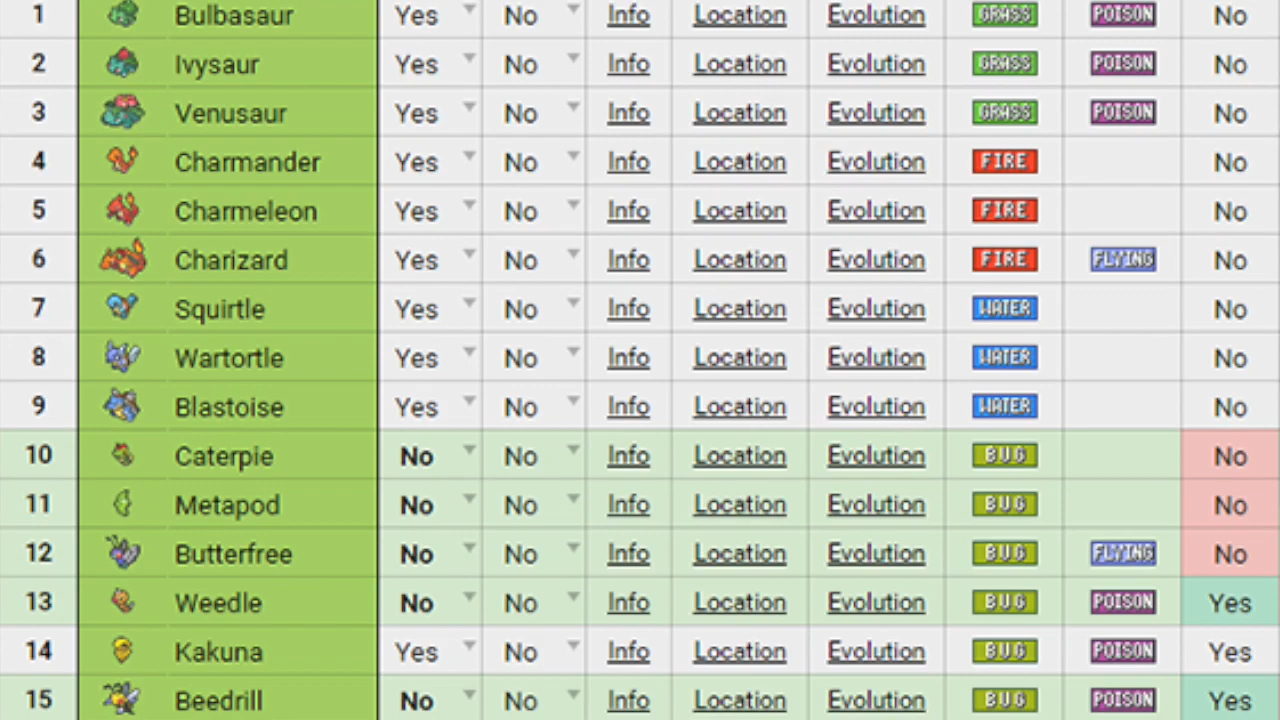 1 Bulbasaur Yes No Info Location Evolution GRASS POISON No
2 Ivysaur Yes No Info Location Evolution GRASS POISON No
3 Venusaur Yes No Info Location Evolution GRASS POISON No
4 Charmander Yes No Info Location Evolution FIRE No
5 Charmeleon Yes No Info Location Evolution FIRE No
6 Charizard Yes No Info Location Evolution FIRE FLYING No
7 Squirtle Yes No Info Location Evolution WATER No
8 Wartortle Yes No Info Location Evolution WATER No
9 Blastoise Yes No Info Location Evolution WATER No
10 Caterpie No No Info Location Evolution BUG No
11 Metapod No No Info Location Evolution BUG No
12 Butterfree No No Info Location Evolution BUG FLYING No
13 Weedle No No Info Location Evolution BUG POISON Yes
14 Kakuna Yes No Info Location Evolution BUG POISON Yes
15 Beedrill No No Info Location Evolution BUG POISON Yes